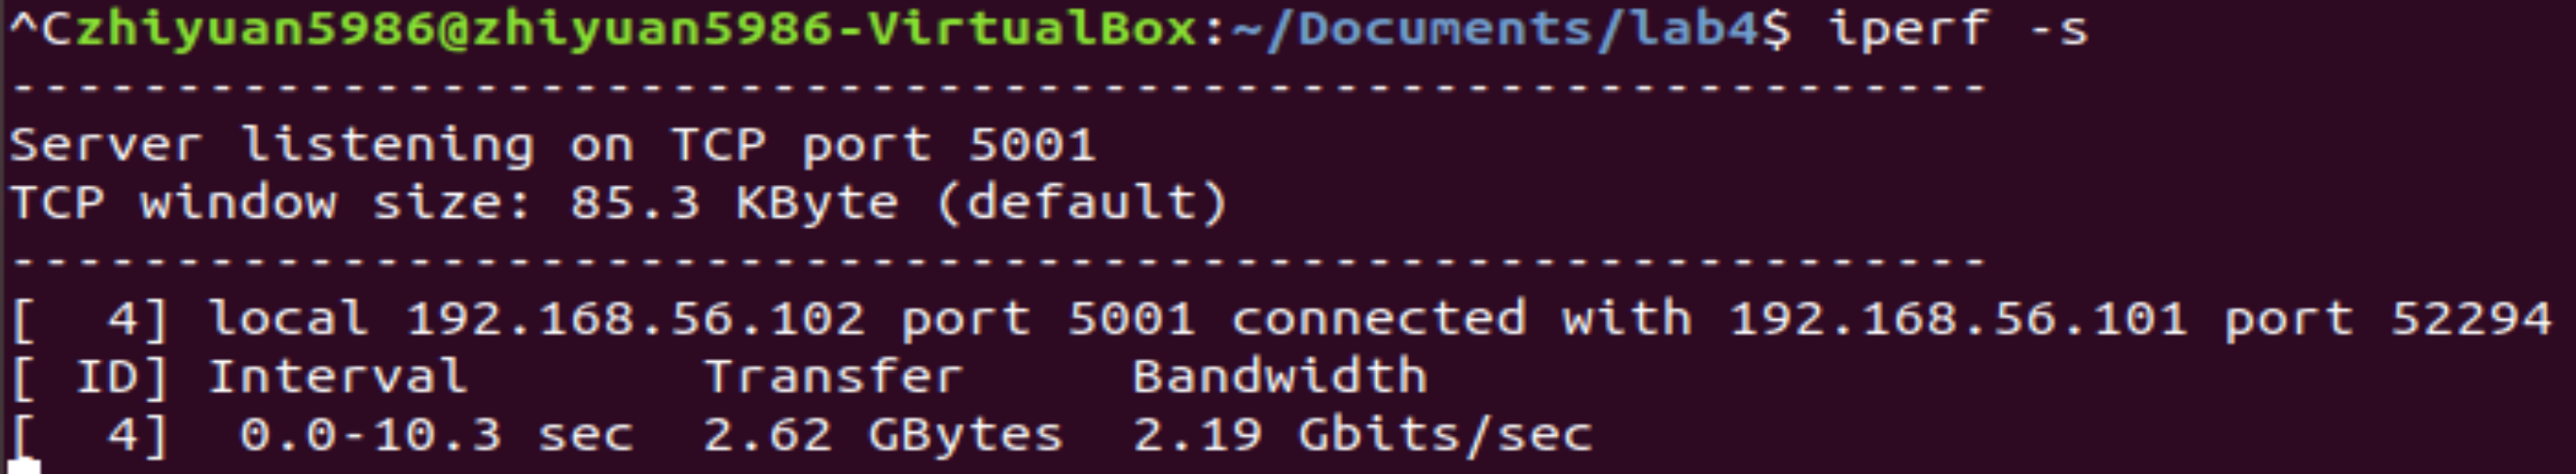 ^Czhiyuan5986@zhiyuan5986-VirtualBox:~/Documents/lab4$ iperf -s
------------------------------------------------------------
Server listening on TCP port 5001
TCP window size: 85.3 KByte (default)
------------------------------------------------------------
[  4] local 192.168.56.102 port 5001 connected with 192.168.56.101 port 52294
[ ID] Interval       Transfer     Bandwidth
[  4]  0.0-10.3 sec  2.62 GBytes  2.19 Gbits/sec